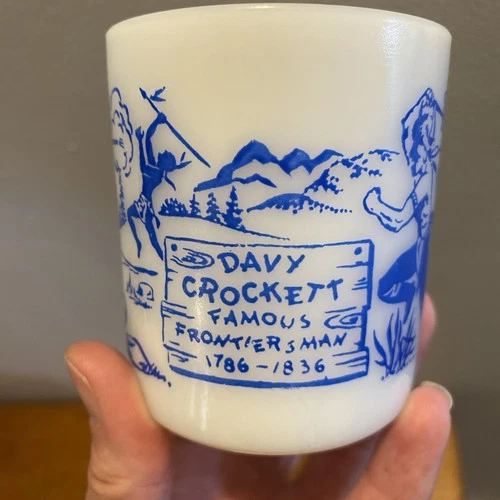 DAVY
CROCKETT
FAMOUS
FRONTIERSMAN
1786-1836